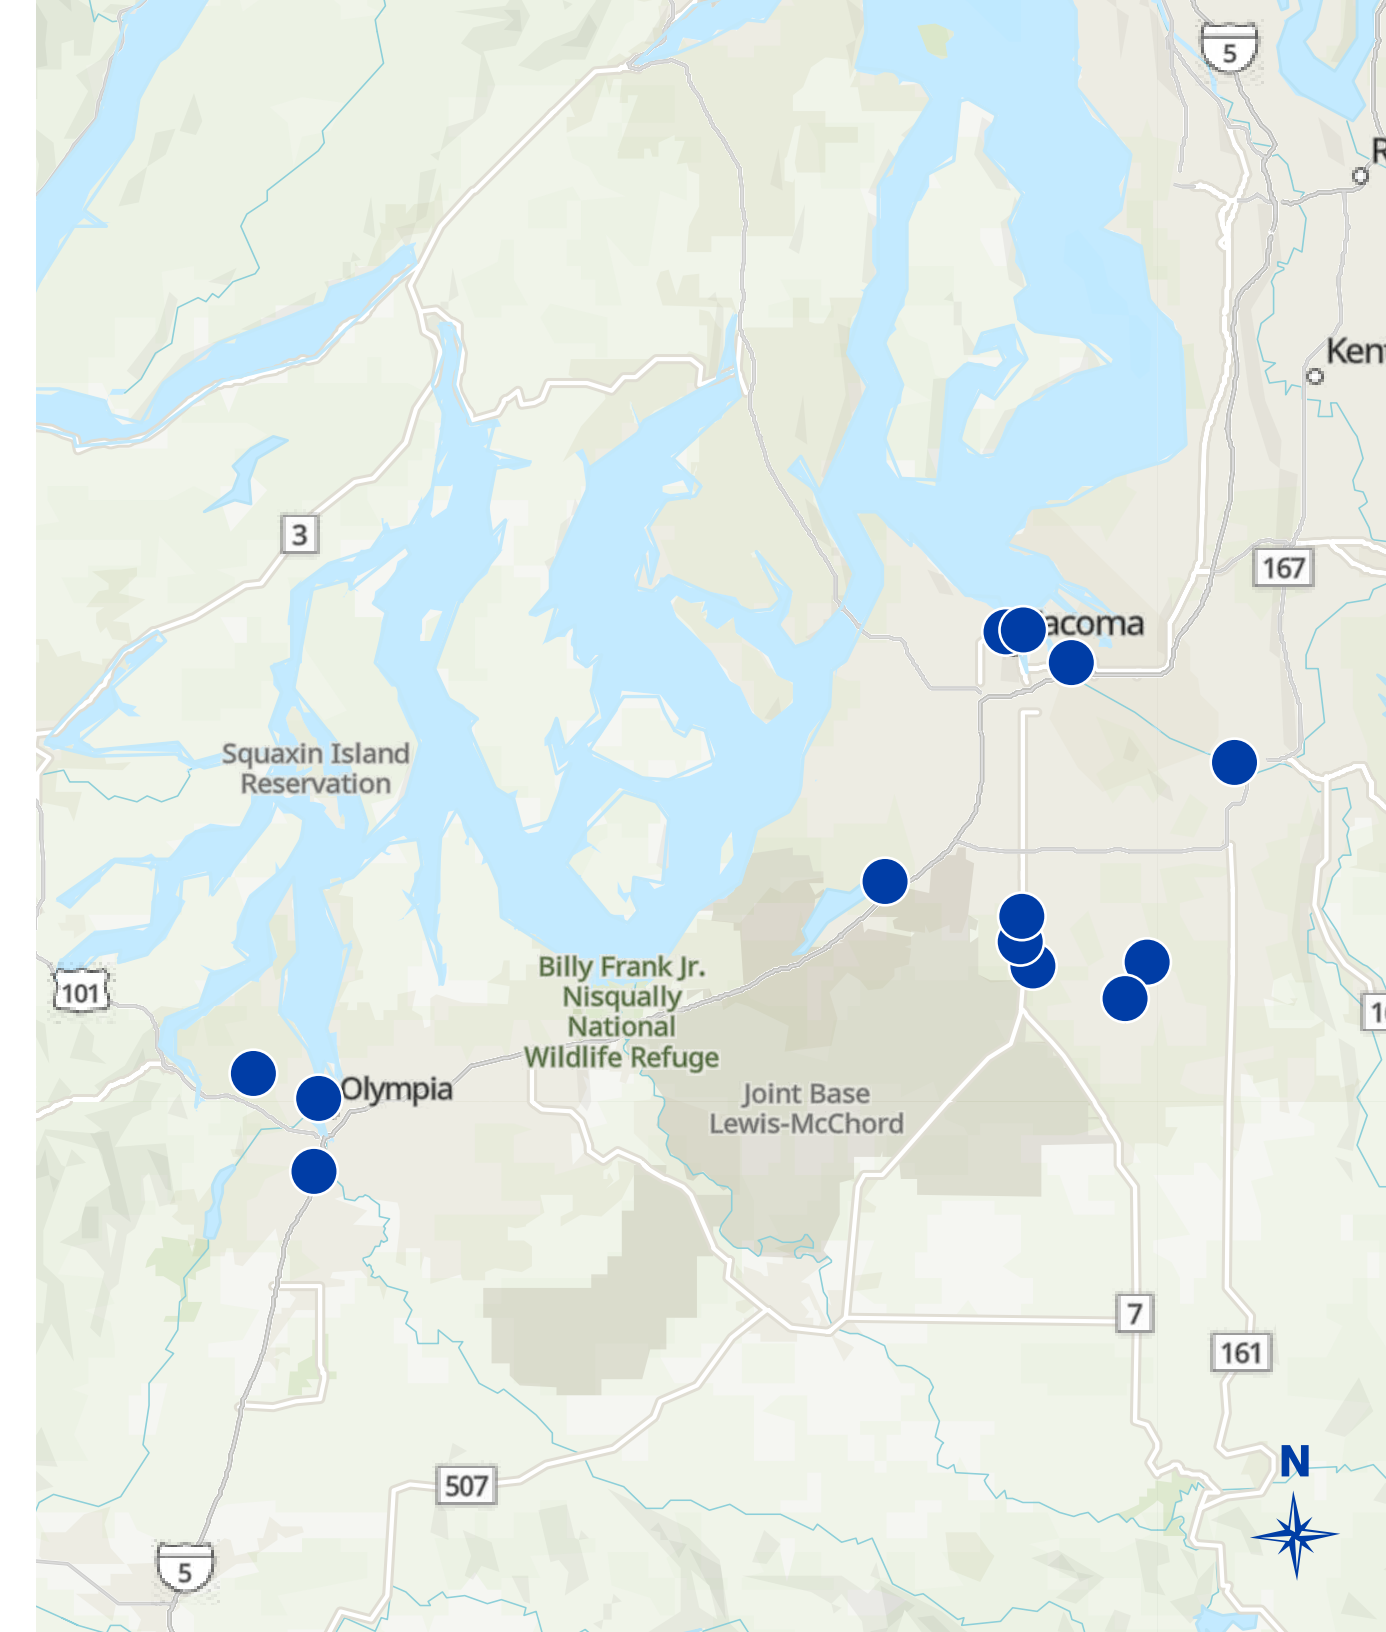 5
R
Kent
3
167
acoma
Squaxin Island
Reservation
101
Billy Frank Jr.
Nisqually
National
Wildlife Refuge
16
Olympia
Joint Base
Lewis-McChord
7
161
N
507
5